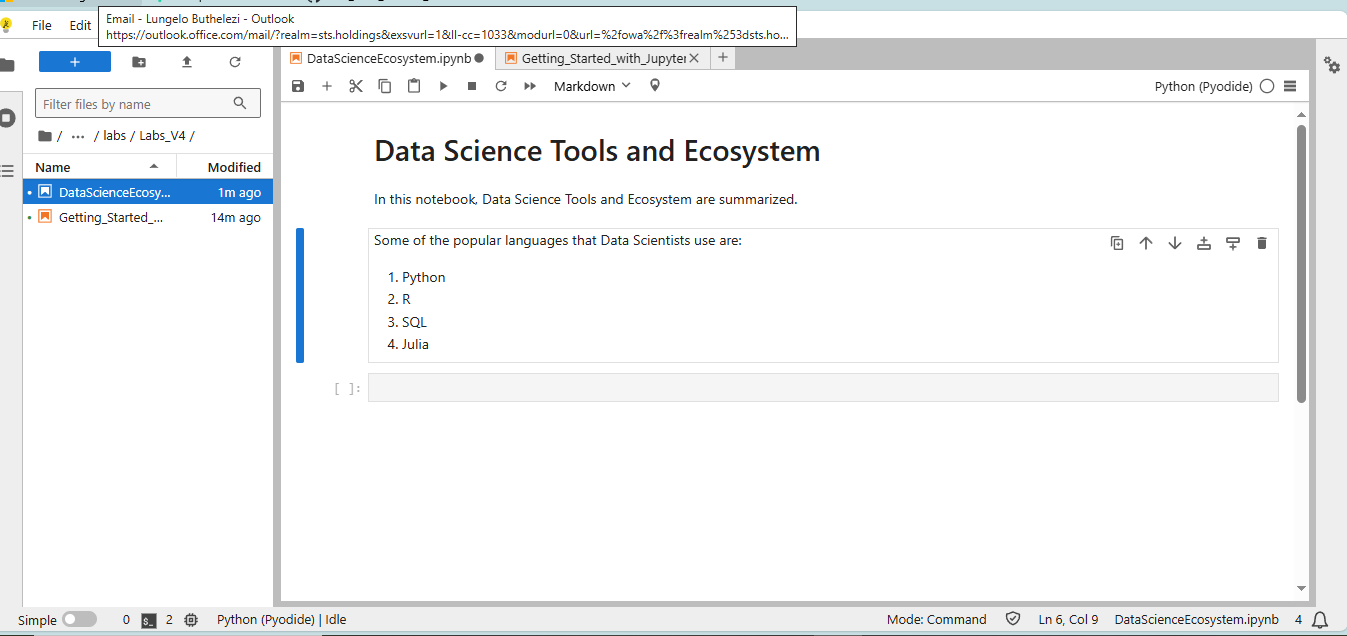 Email - Lungelo Buthelezi - Outlook
https://outlook.office.com/mail/?realm=sts.holdings&exsvurl=1&ll-cc=1033&modurl=0&url=%2fowa%2f%3frealm%253dsts.ho...
File Edit
DataScienceEcosystem.ipynb
Getting_Started_with_Jupyter
Markdown
Python (Pyodide)
Filter files by name
/ ... / labs / Labs_V4 /
Name Modified
DataScienceEcosy... 1m ago
Getting_Started_... 14m ago
Data Science Tools and Ecosystem
In this notebook, Data Science Tools and Ecosystem are summarized.
Some of the popular languages that Data Scientists use are:
1. Python
2. R
3. SQL
4. Julia
[ ]:
Simple 0 2 Python (Pyodide) | Idle Mode: Command Ln 6, Col 9 DataScienceEcosystem.ipynb 4